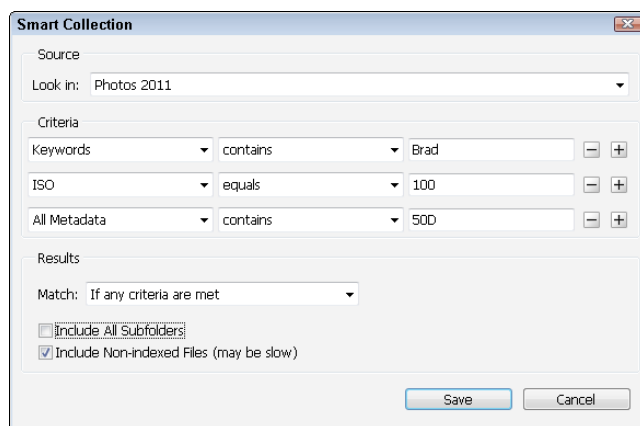 Smart Collection
Source
Look in: Photos 2011
Criteria
Keywords contains Brad
ISO equals 100
All Metadata contains 50D
Results
Match: If any criteria are met
Include All Subfolders
Include Non-indexed Files (may be slow)
Save Cancel